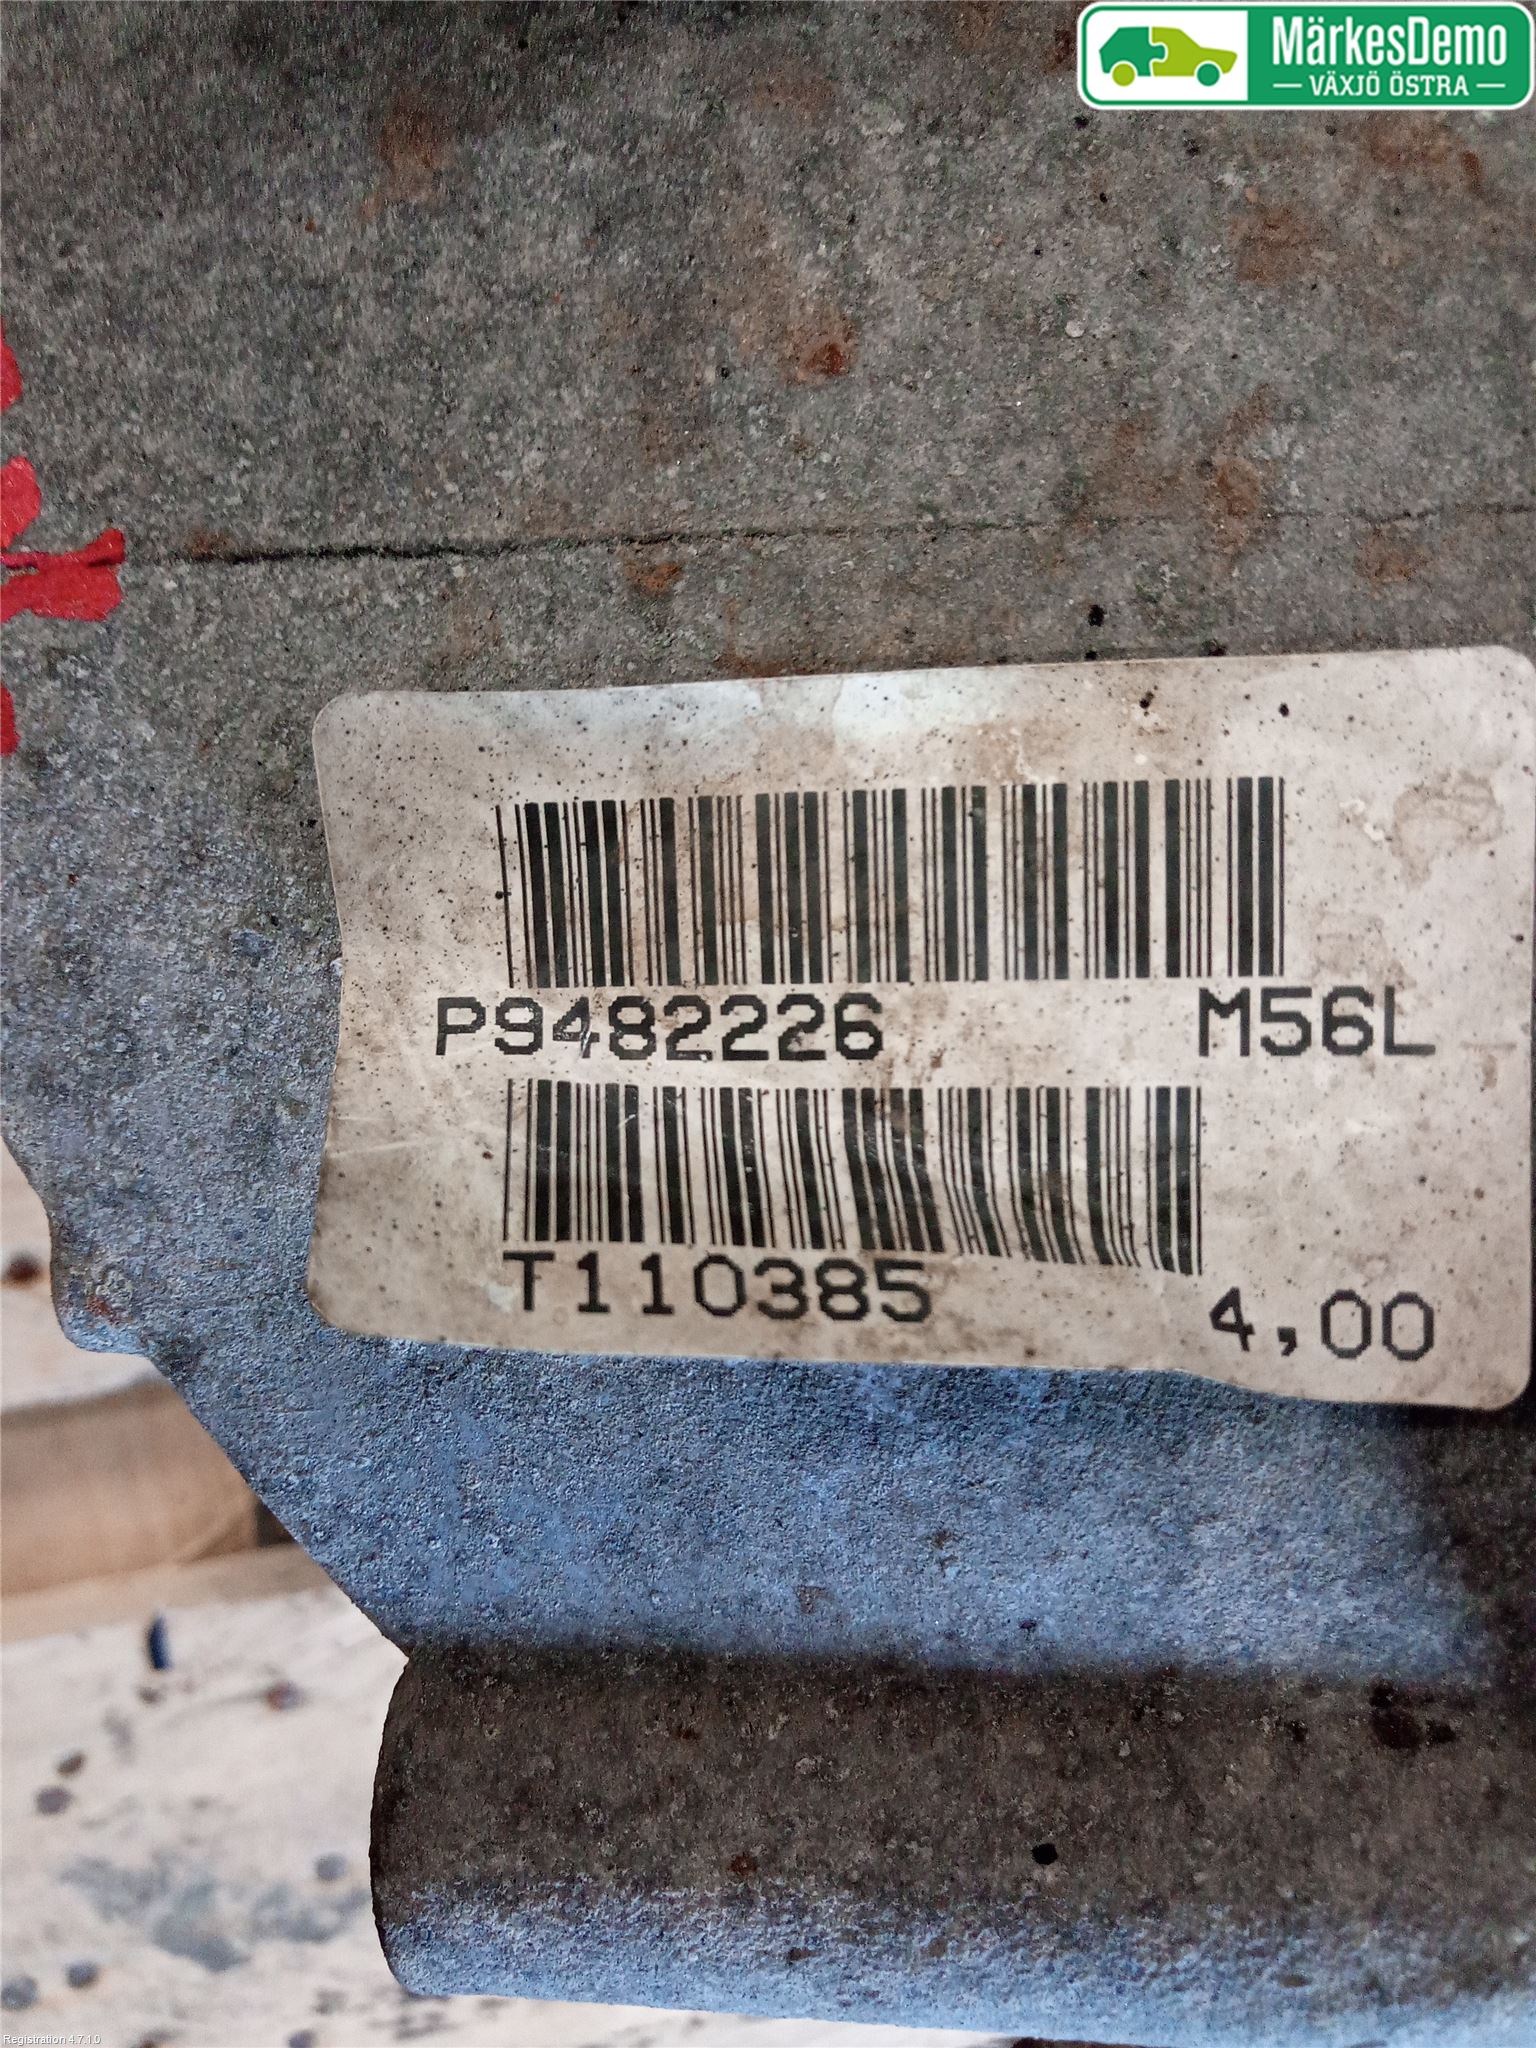 MärkesDemo
VÄXJÖ ÖSTRA
P9482226 M56L
T110385 4,00
Registration 4.7.1.0